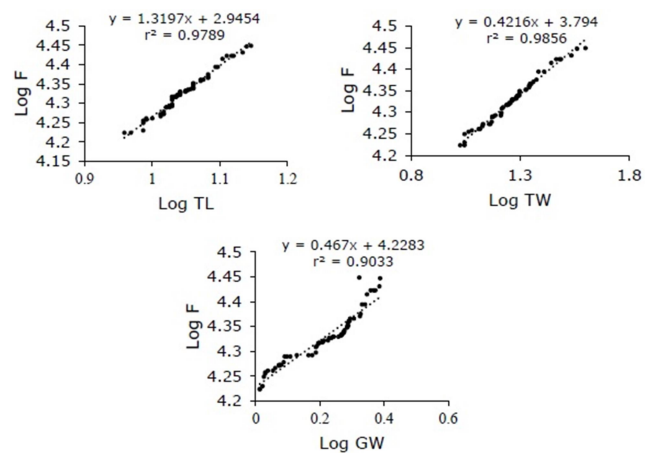 y = 1.3197x + 2.9454
r² = 0.9789
4.5
4.45
4.4
4.35
4.3
4.25
4.2
4.15
Log F
0.9
1
1.1
1.2
Log TL
y = 0.4216x + 3.794
r² = 0.9856
4.5
4.45
4.4
4.35
4.3
4.25
4.2
Log F
0.8
1.3
1.8
Log TW
y = 0.467x + 4.2283
r² = 0.9033
4.5
4.45
4.4
4.35
4.3
4.25
4.2
Log F
0
0.2
0.4
0.6
Log GW